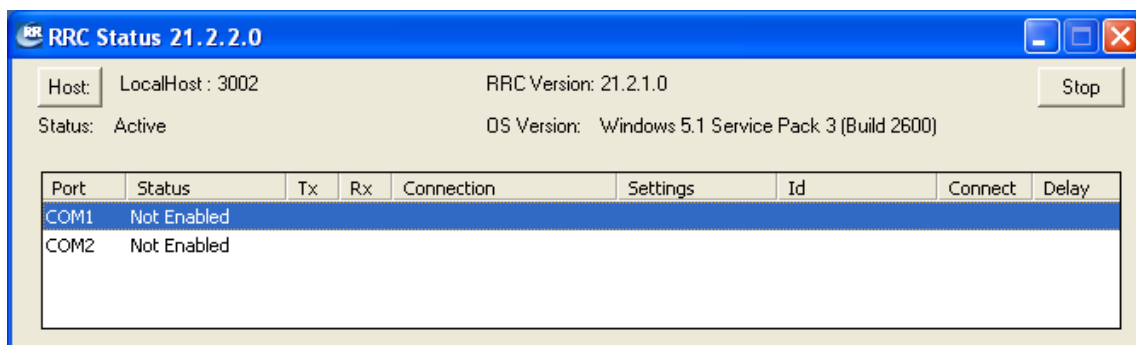 RR RRC Status 21.2.2.0
Host: LocalHost : 3002 RRC Version: 21.2.1.0 Stop
Status: Active OS Version: Windows 5.1 Service Pack 3 (Build 2600)
Port Status Tx Rx Connection Settings Id Connect Delay
COM1 Not Enabled
COM2 Not Enabled